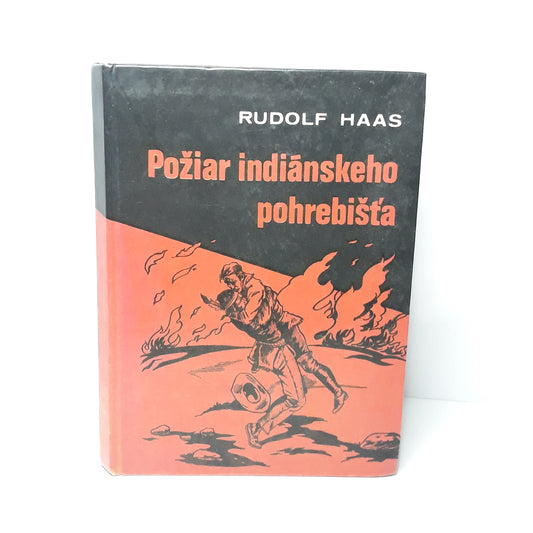 RUDOLF HAAS
Požiar indiánskeho
pohrebišťa